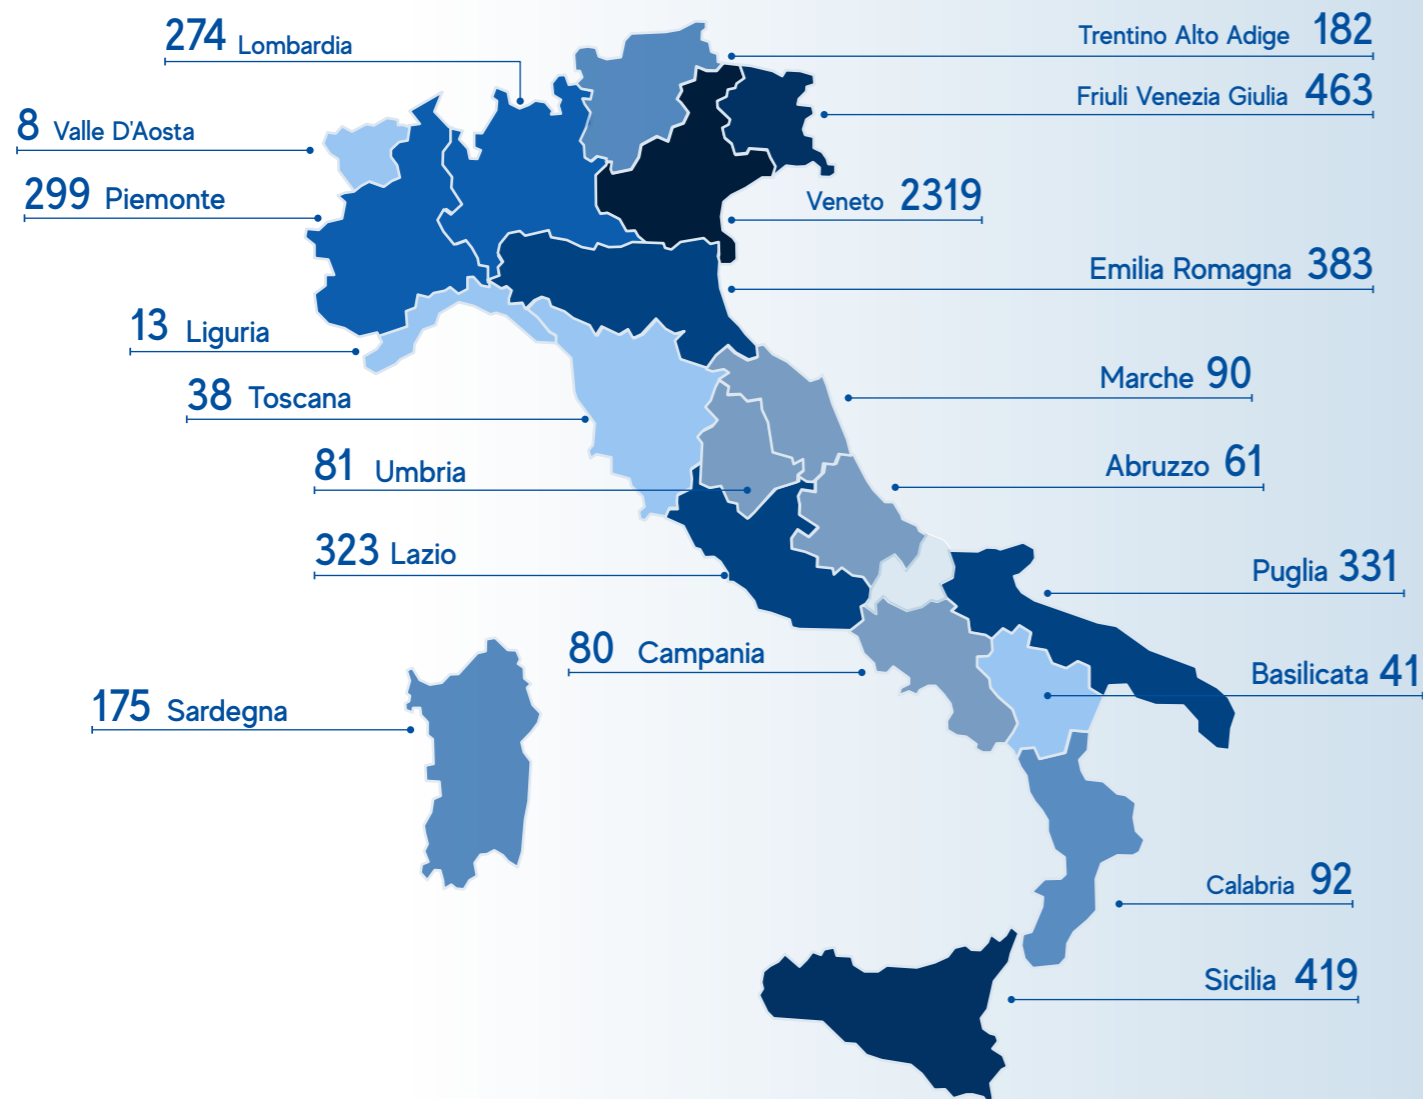 274 Lombardia
Trentino Alto Adige 182
Friuli Venezia Giulia 463
8 Valle D'Aosta
299 Piemonte
Veneto 2319
Emilia Romagna 383
13 Liguria
Marche 90
38 Toscana
81 Umbria
Abruzzo 61
323 Lazio
Puglia 331
80 Campania
Basilicata 41
175 Sardegna
Calabria 92
Sicilia 419